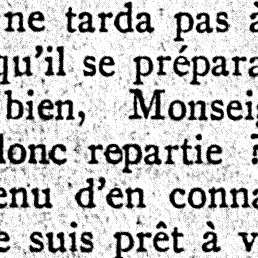 ne tarda pas à
qu'il se prépara
bien, Monseig
donc repartie ?
enu d'en conna
e suis prêt à v